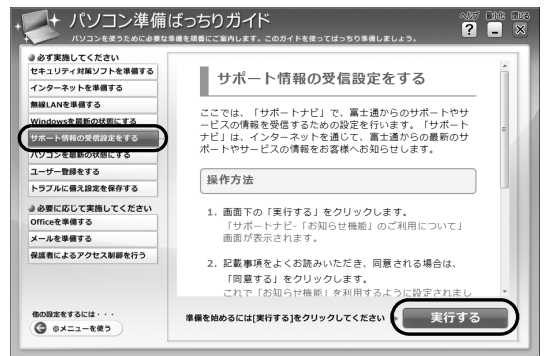 パソコン準備ばっちりガイド
パソコンを使うために必要な準備を順番にご案内します。このガイドを使ってばっちり準備しましょう。
ヘルプ 最小化 閉じる
必ず実施してください
セキュリティ対策ソフトを準備する
インターネットを準備する
無線LANを準備する
Windowsを最新の状態にする
サポート情報の受信設定をする
パソコンを最新の状態にする
ユーザー登録をする
トラブルに備え設定を保存する
必要に応じて実施してください
Officeを準備する
メールを準備する
保護者によるアクセス制御を行う
他の設定をするには・・・
@メニューを使う
サポート情報の受信設定をする
ここでは、「サポートナビ」で、富士通からのサポートやサ
ービスの情報を受信するための設定を行います。「サポート
ナビ」は、インターネットを通じて、富士通からの最新のサ
ポートやサービスの情報をお客様へお知らせします。
操作方法
1. 画面下の「実行する」をクリックします。
「サポートナビ-「お知らせ機能」のご利用について」
画面が表示されます。
2. 記載事項をよくお読みいただき、同意される場合は、
「同意する」をクリックします。
これで「お知らせ機能」を利用するように設定されまし
準備を始めるには[実行する]をクリックしてください
実行する